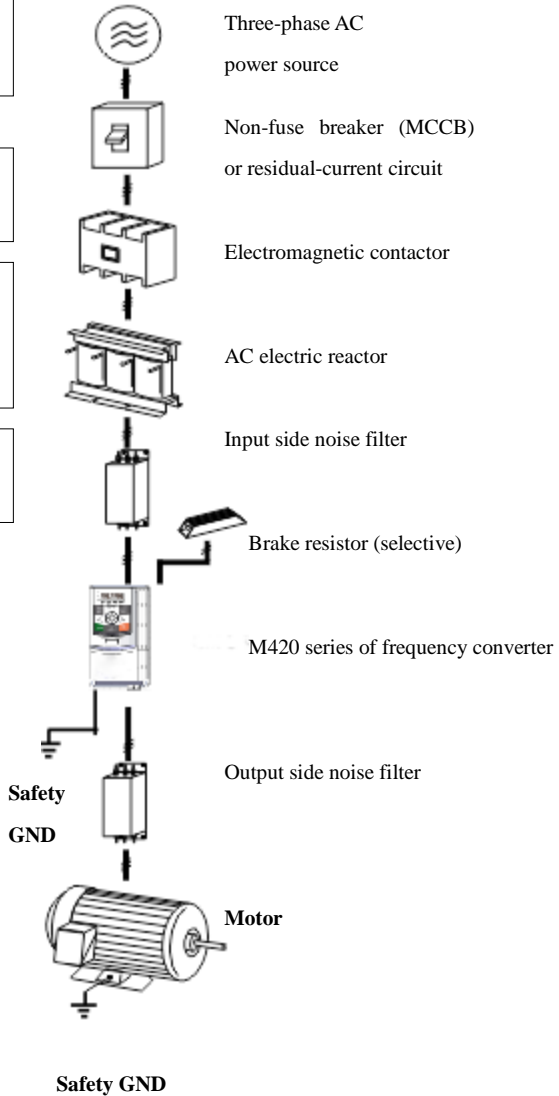 Three-phase AC
power source
Non-fuse breaker (MCCB)
or residual-current circuit
Electromagnetic contactor
AC electric reactor
Input side noise filter
Brake resistor (selective)
M420 series of frequency converter
Output side noise filter
Safety
GND
Motor
Safety GND